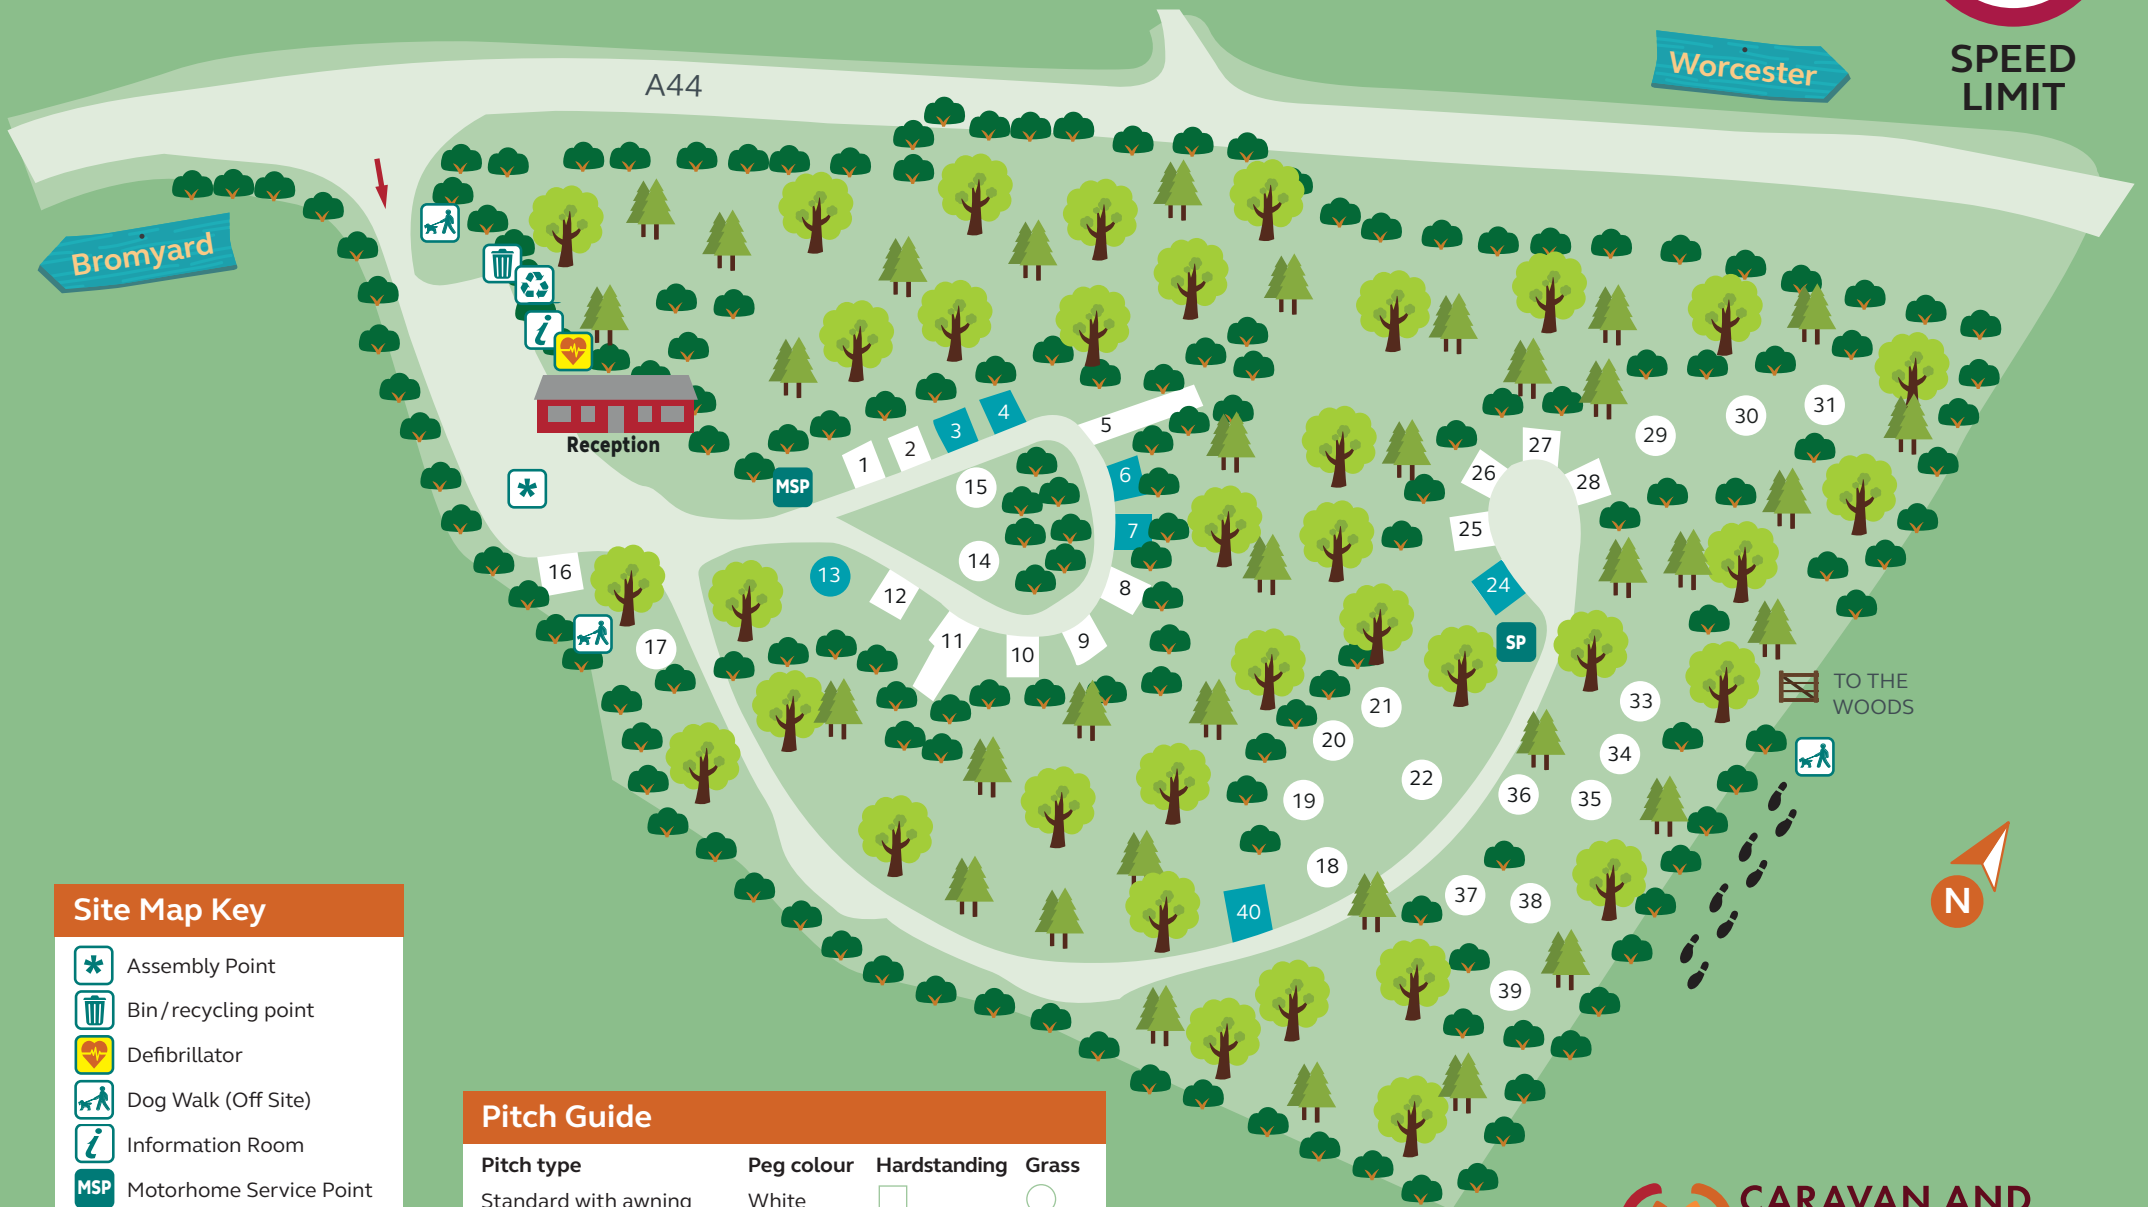 A44
Worcester
SPEED
LIMIT
Bromyard
Reception
MSP
1
2
3
4
5
6
7
8
9
10
11
12
13
14
15
16
17
18
19
20
21
22
24
25
26
27
28
29
30
31
33
34
35
36
37
38
39
40
SP
TO THE
WOODS
N
Site Map Key
Assembly Point
Bin/recycling point
Defibrillator
Dog Walk (Off Site)
i Information Room
MSP Motorhome Service Point
Pitch Guide
Pitch type Peg colour Hardstanding Grass
Standard with awning White
CARAVAN AND